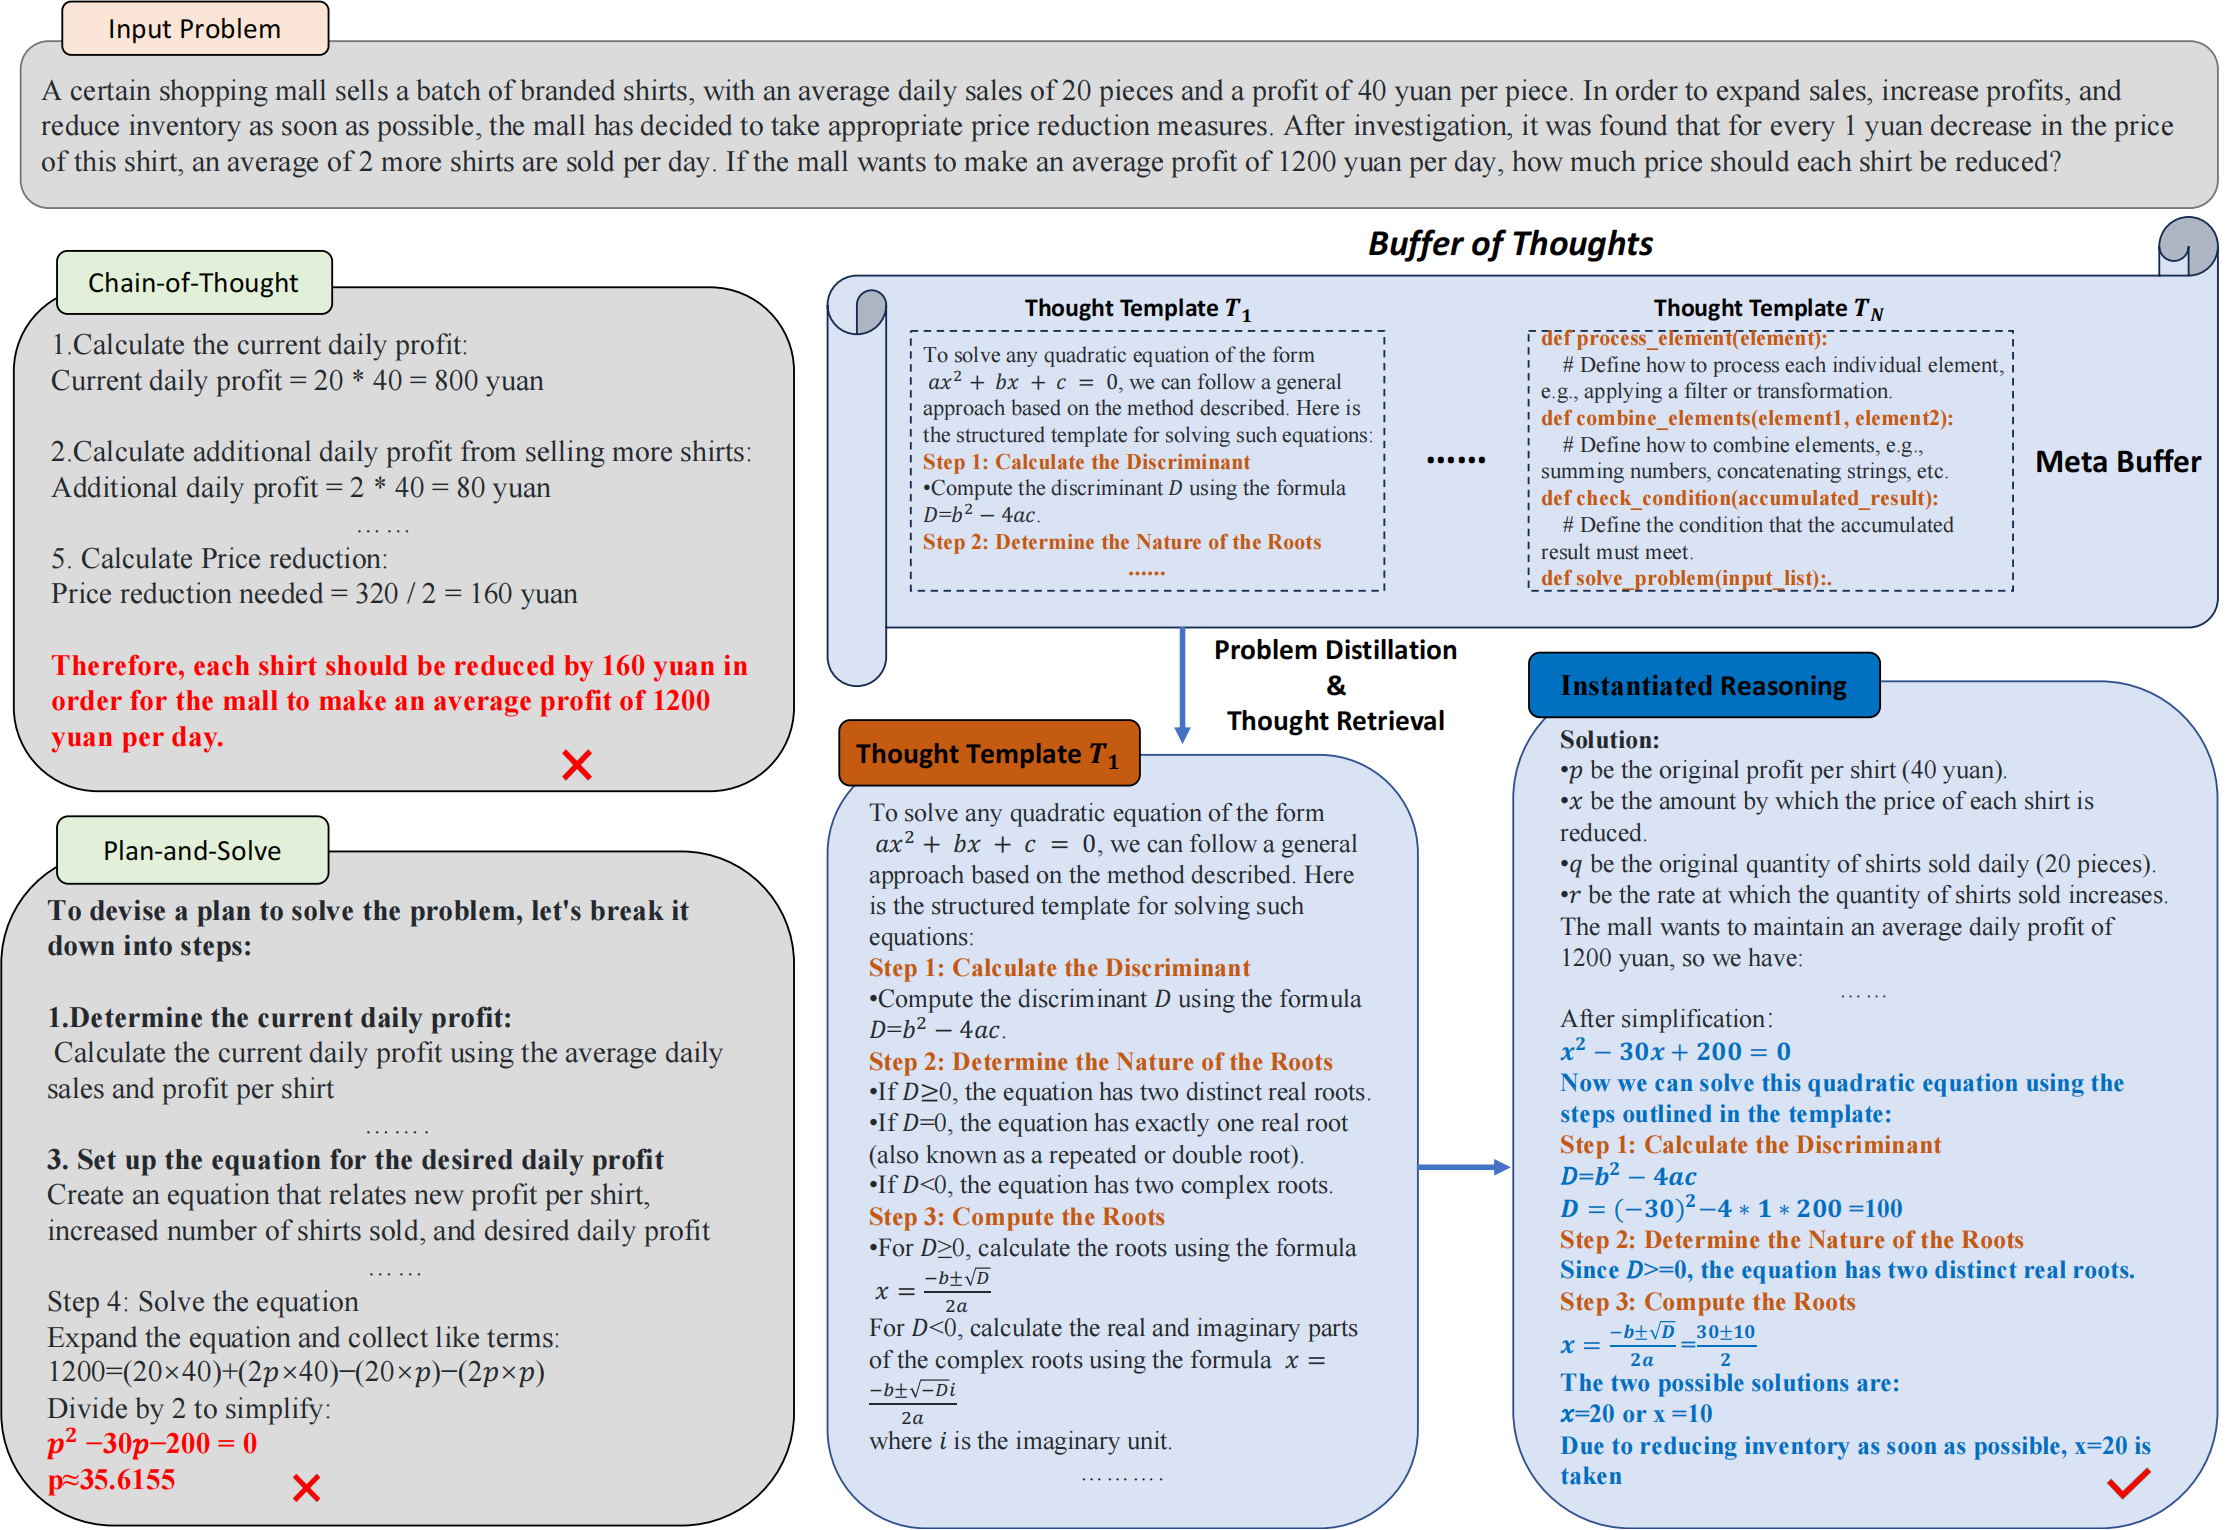 Input Problem
A certain shopping mall sells a batch of branded shirts, with an average daily sales of 20 pieces and a profit of 40 yuan per piece. In order to expand sales, increase profits, and
reduce inventory as soon as possible, the mall has decided to take appropriate price reduction measures. After investigation, it was found that for every 1 yuan decrease in the price
of this shirt, an average of 2 more shirts are sold per day. If the mall wants to make an average profit of 1200 yuan per day, how much price should each shirt be reduced?
Chain-of-Thought
1.Calculate the current daily profit:
Current daily profit = 20 * 40 = 800 yuan
2.Calculate additional daily profit from selling more shirts:
Additional daily profit = 2 * 40 = 80 yuan
……
5. Calculate Price reduction:
Price reduction needed = 320 / 2 = 160 yuan
Therefore, each shirt should be reduced by 160 yuan in
order for the mall to make an average profit of 1200
yuan per day.
Plan-and-Solve
To devise a plan to solve the problem, let's break it
down into steps:
1.Determine the current daily profit:
Calculate the current daily profit using the average daily
sales and profit per shirt
…….
3. Set up the equation for the desired daily profit
Create an equation that relates new profit per shirt,
increased number of shirts sold, and desired daily profit
……
Step 4: Solve the equation
Expand the equation and collect like terms:
1200=(20×40)+(2p×40)−(20×p)−(2p×p)
Divide by 2 to simplify:
p² −30p−200 = 0
p≈35.6155
Buffer of Thoughts
Thought Template T₁
To solve any quadratic equation of the form
ax² + bx + c = 0, we can follow a general
approach based on the method described. Here is
the structured template for solving such equations:
Step 1: Calculate the Discriminant
•Compute the discriminant D using the formula
D=b² − 4ac.
Step 2: Determine the Nature of the Roots
......
......
Thought Template T_N
def process_element(element):
# Define how to process each individual element,
e.g., applying a filter or transformation.
def combine_elements(element1, element2):
# Define how to combine elements, e.g.,
summing numbers, concatenating strings, etc.
def check_condition(accumulated_result):
# Define the condition that the accumulated
result must meet.
def solve_problem(input_list):.
Meta Buffer
Problem Distillation
&
Thought Retrieval
Thought Template T₁
To solve any quadratic equation of the form
ax² + bx + c = 0, we can follow a general
approach based on the method described. Here
is the structured template for solving such
equations:
Step 1: Calculate the Discriminant
•Compute the discriminant D using the formula
D=b² − 4ac.
Step 2: Determine the Nature of the Roots
•If D≥0, the equation has two distinct real roots.
•If D=0, the equation has exactly one real root
(also known as a repeated or double root).
•If D<0, the equation has two complex roots.
Step 3: Compute the Roots
•For D≥0, calculate the roots using the formula
x = (−b±√D)/2a
For D<0, calculate the real and imaginary parts
of the complex roots using the formula x =
(−b±√−Di)/2a
where i is the imaginary unit.
……….
Instantiated Reasoning
Solution:
•p be the original profit per shirt (40 yuan).
•x be the amount by which the price of each shirt is
reduced.
•q be the original quantity of shirts sold daily (20 pieces).
•r be the rate at which the quantity of shirts sold increases.
The mall wants to maintain an average daily profit of
1200 yuan, so we have:
……
After simplification:
x² − 30x + 200 = 0
Now we can solve this quadratic equation using the
steps outlined in the template:
Step 1: Calculate the Discriminant
D=b² − 4ac
D = (−30)²−4 * 1 * 200 =100
Step 2: Determine the Nature of the Roots
Since D>=0, the equation has two distinct real roots.
Step 3: Compute the Roots
x = (−b±√D)/2a = (30±10)/2
The two possible solutions are:
x=20 or x =10
Due to reducing inventory as soon as possible, x=20 is
taken